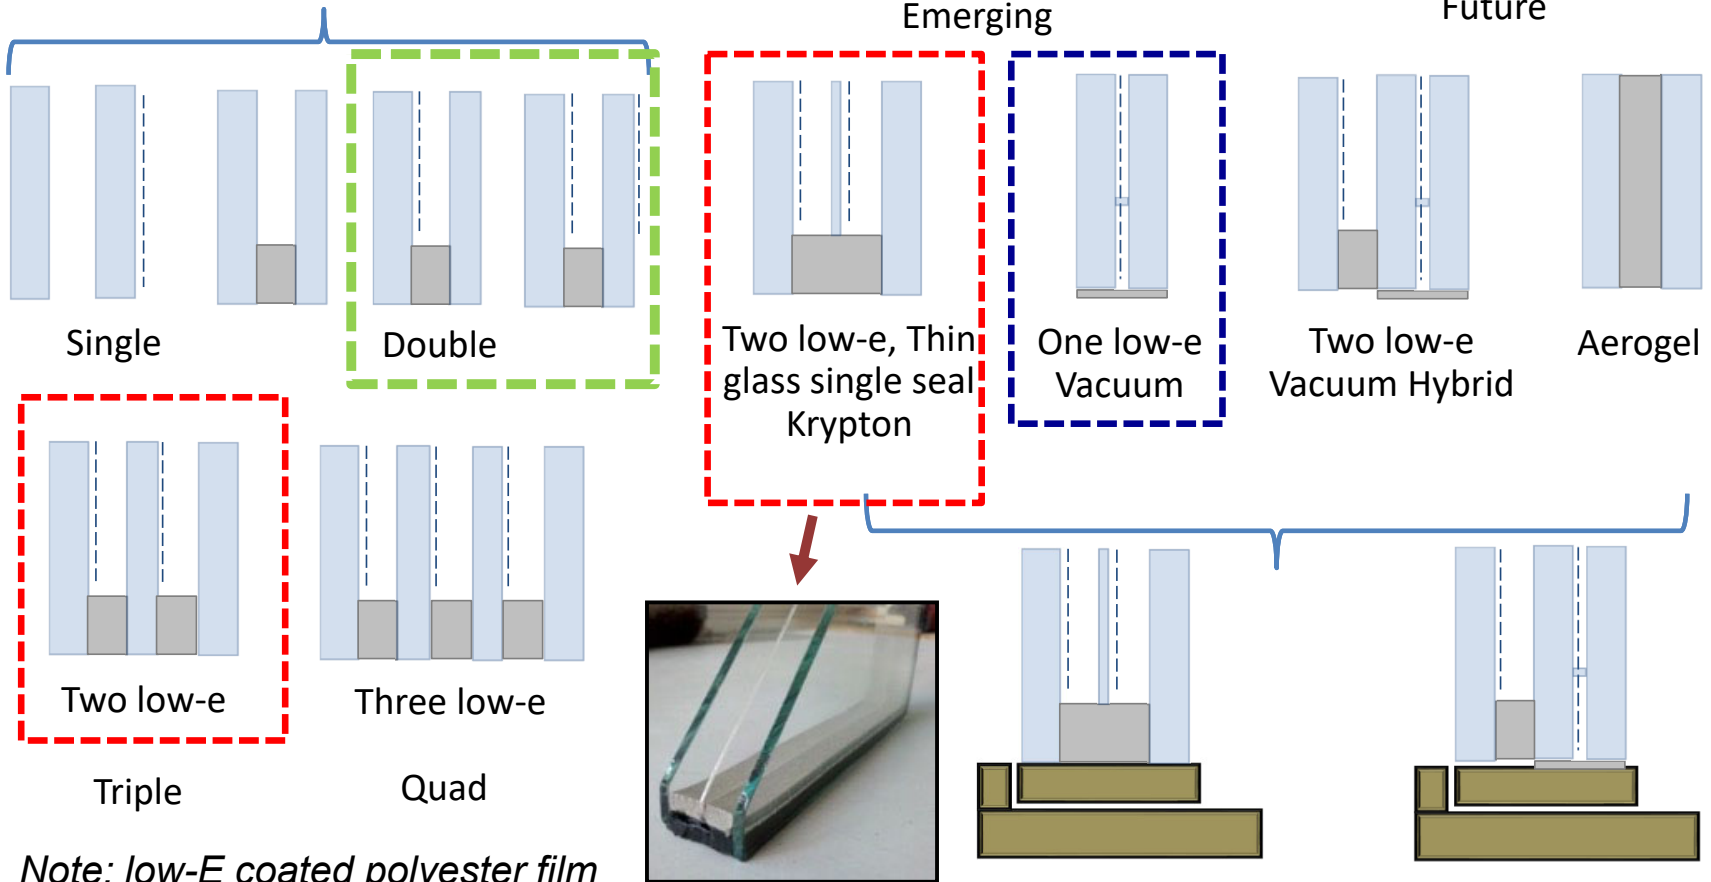 Emerging
Future
Single
Double
Two low-e, Thin
glass single seal
Krypton
One low-e
Vacuum
Two low-e
Vacuum Hybrid
Aerogel
Two low-e
Three low-e
Triple
Quad
Note: low-E coated polyester film